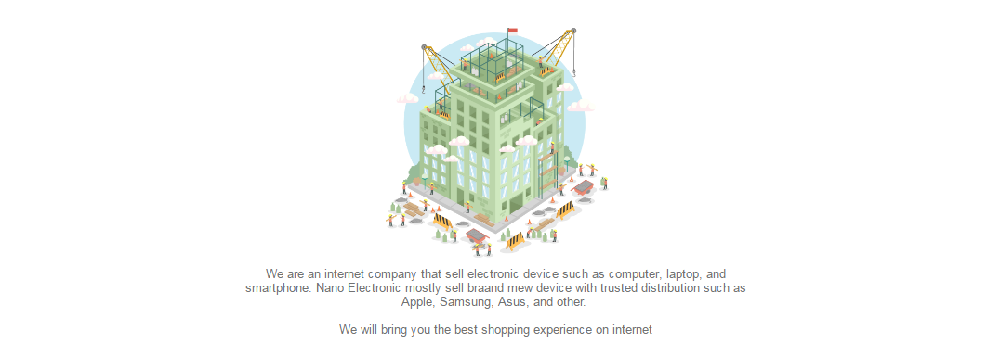 We are an internet company that sell electronic device such as computer, laptop, and
smartphone. Nano Electronic mostly sell braand mew device with trusted distribution such as
Apple, Samsung, Asus, and other.
We will bring you the best shopping experience on internet